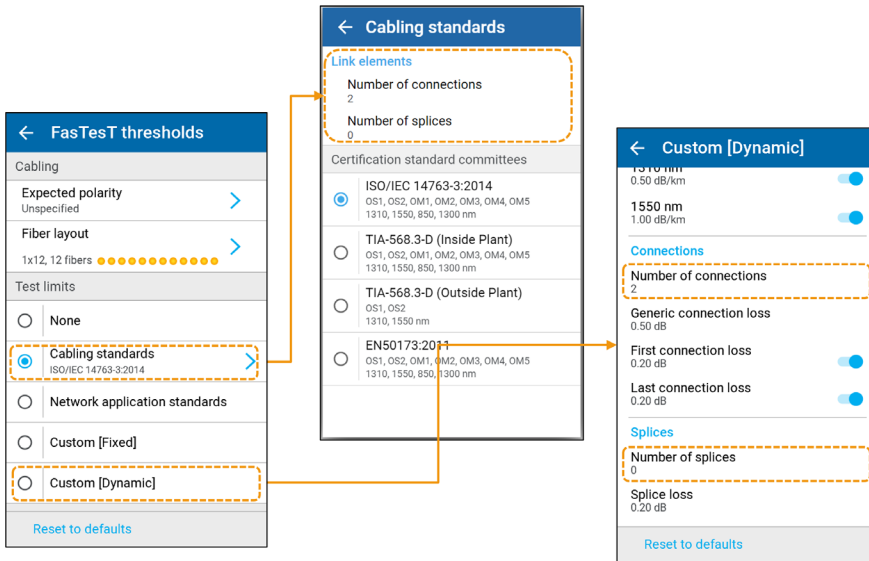 FasTesT thresholds
Cabling
Expected polarity
Unspecified
Fiber layout
1x12, 12 fibers
Test limits
None
Cabling standards
ISO/IEC 14763-3:2014
Network application standards
Custom [Fixed]
Custom [Dynamic]
Reset to defaults
Cabling standards
Link elements
Number of connections
2
Number of splices
0
Certification standard committees
ISO/IEC 14763-3:2014
OS1, OS2, OM1, OM2, OM3, OM4, OM5
1310, 1550, 850, 1300 nm
TIA-568.3-D (Inside Plant)
OS1, OS2, OM1, OM2, OM3, OM4, OM5
1310, 1550, 850, 1300 nm
TIA-568.3-D (Outside Plant)
OS1, OS2
1310, 1550 nm
EN50173:2011
OS1, OS2, OM1, OM2, OM3, OM4, OM5
1310, 1550, 850, 1300 nm
Custom [Dynamic]
1310 nm
0.50 dB/km
1550 nm
1.00 dB/km
Connections
Number of connections
2
Generic connection loss
0.50 dB
First connection loss
0.20 dB
Last connection loss
0.20 dB
Splices
Number of splices
0
Splice loss
0.20 dB
Reset to defaults